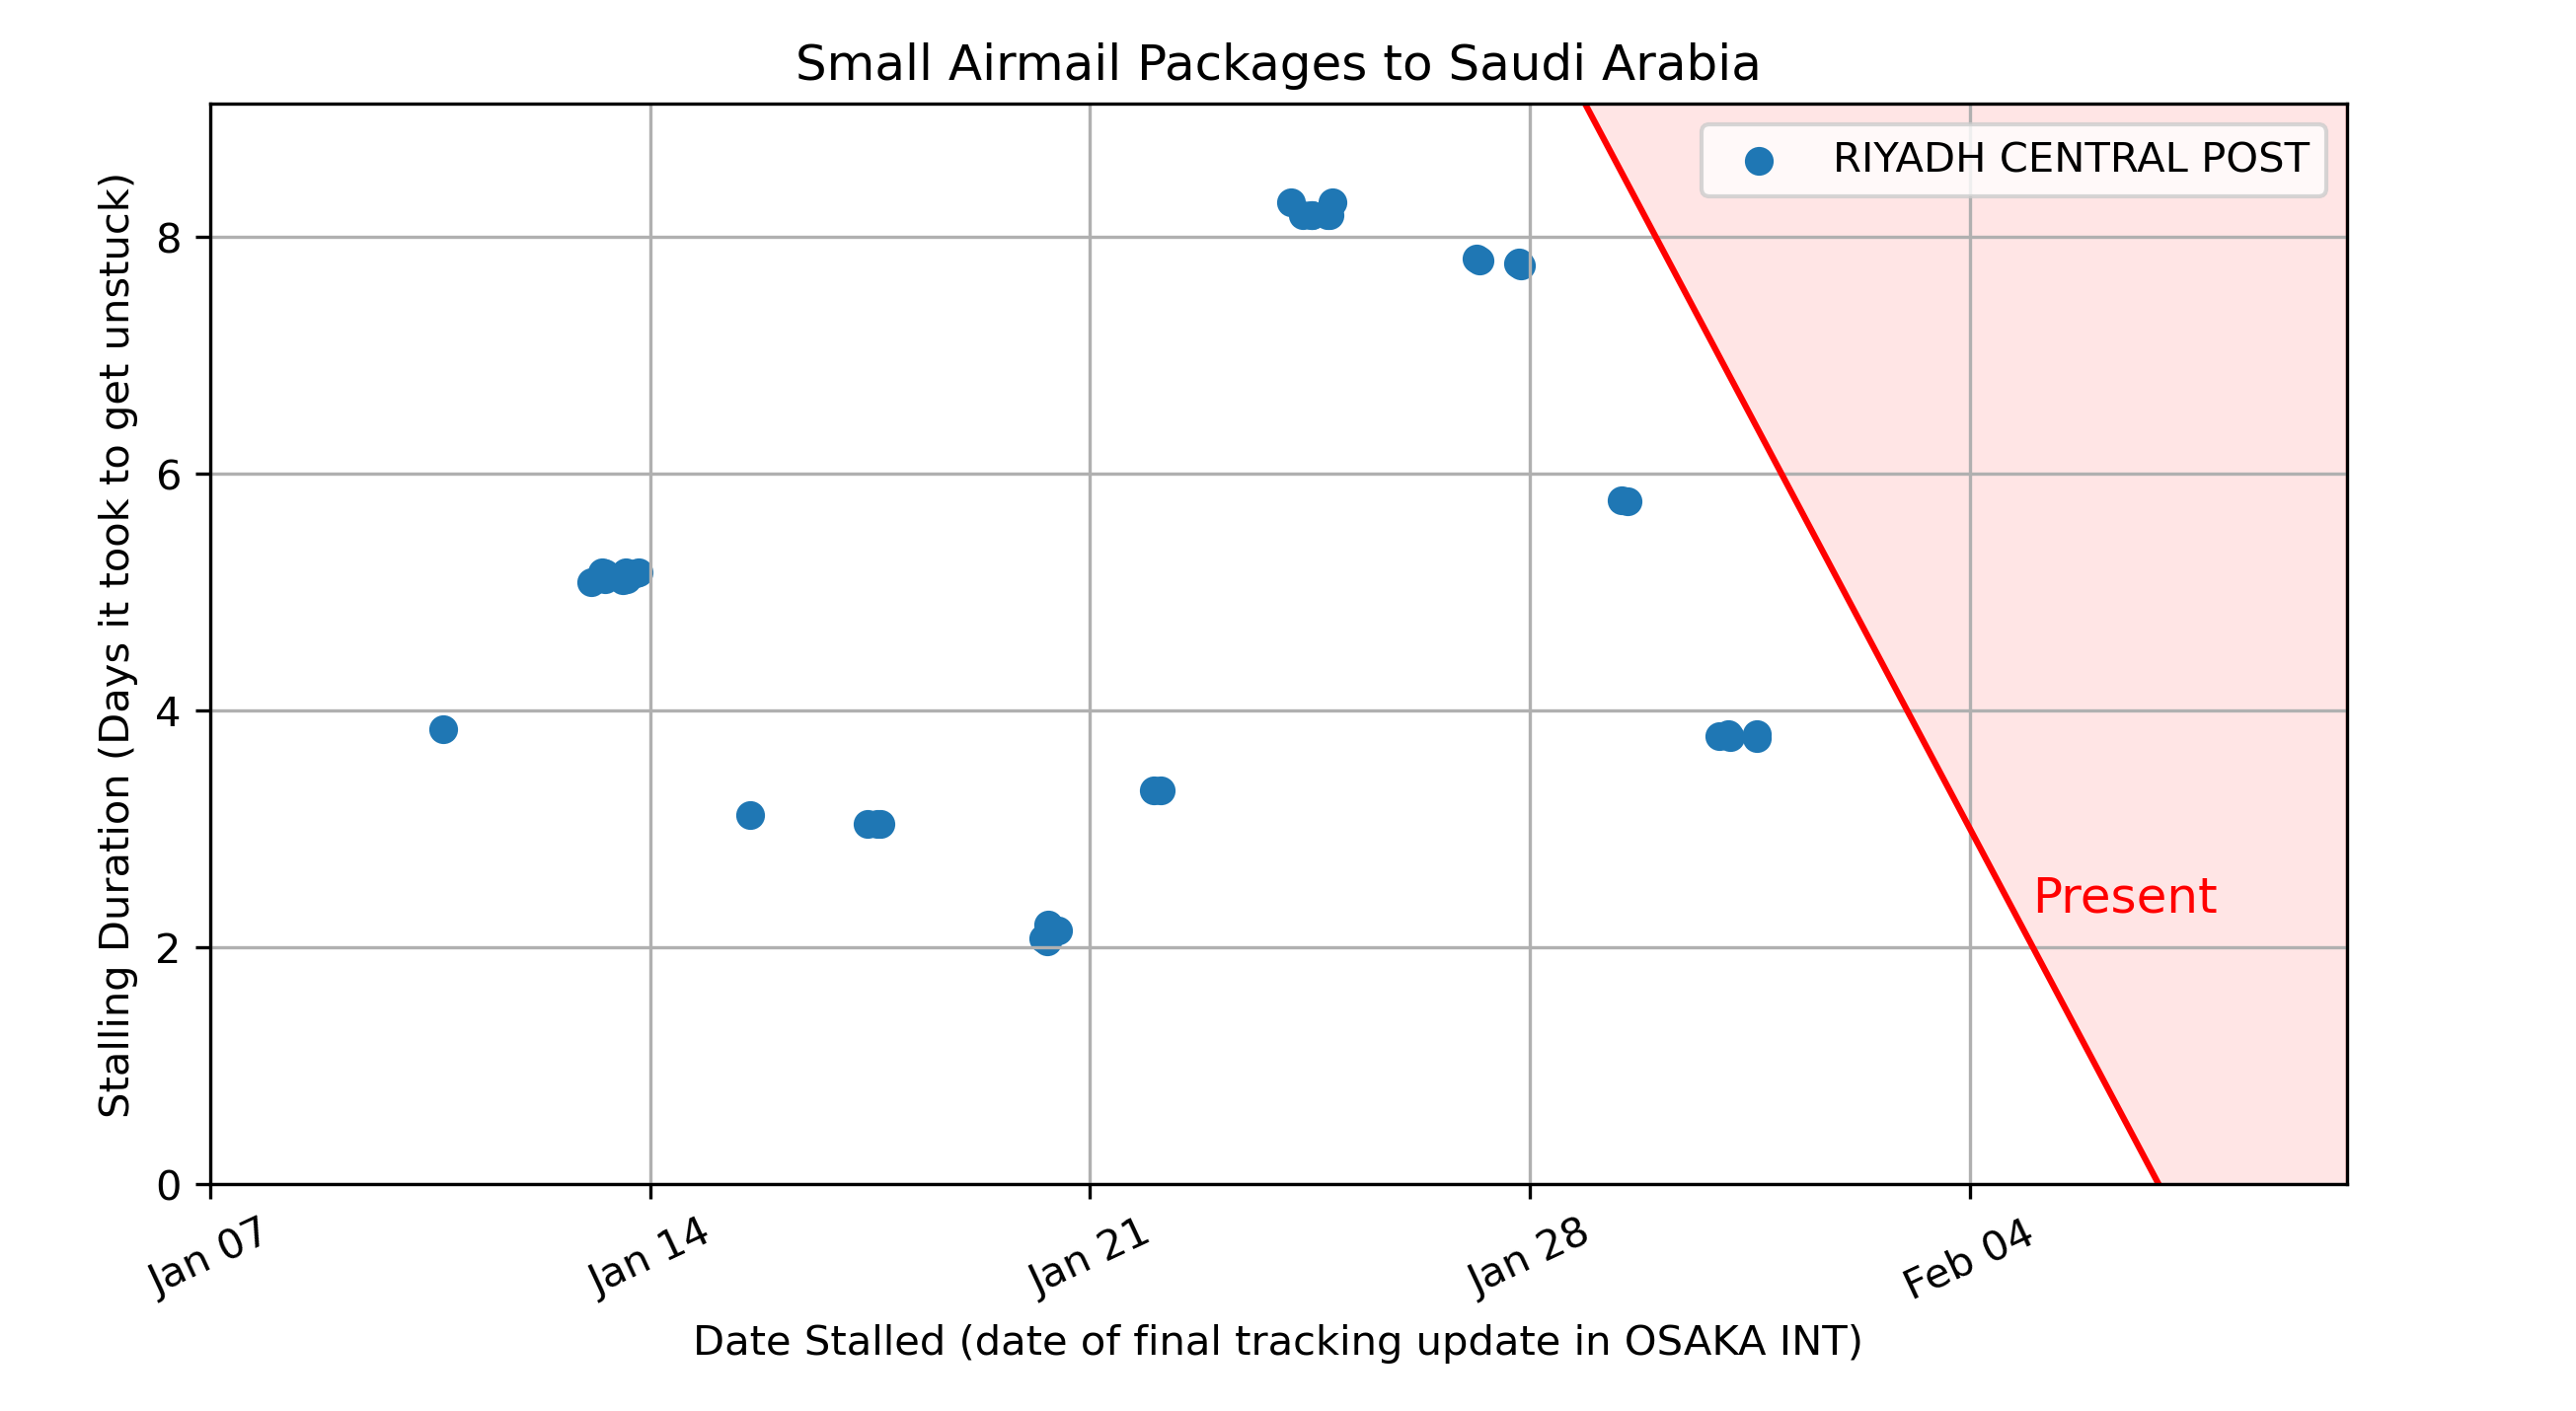 Small Airmail Packages to Saudi Arabia
RIYADH CENTRAL POST
Stalling Duration (Days it took to get unstuck)
8
6
4
2
0
Present
Jan 07
Jan 14
Jan 21
Jan 28
Feb 04
Date Stalled (date of final tracking update in OSAKA INT)